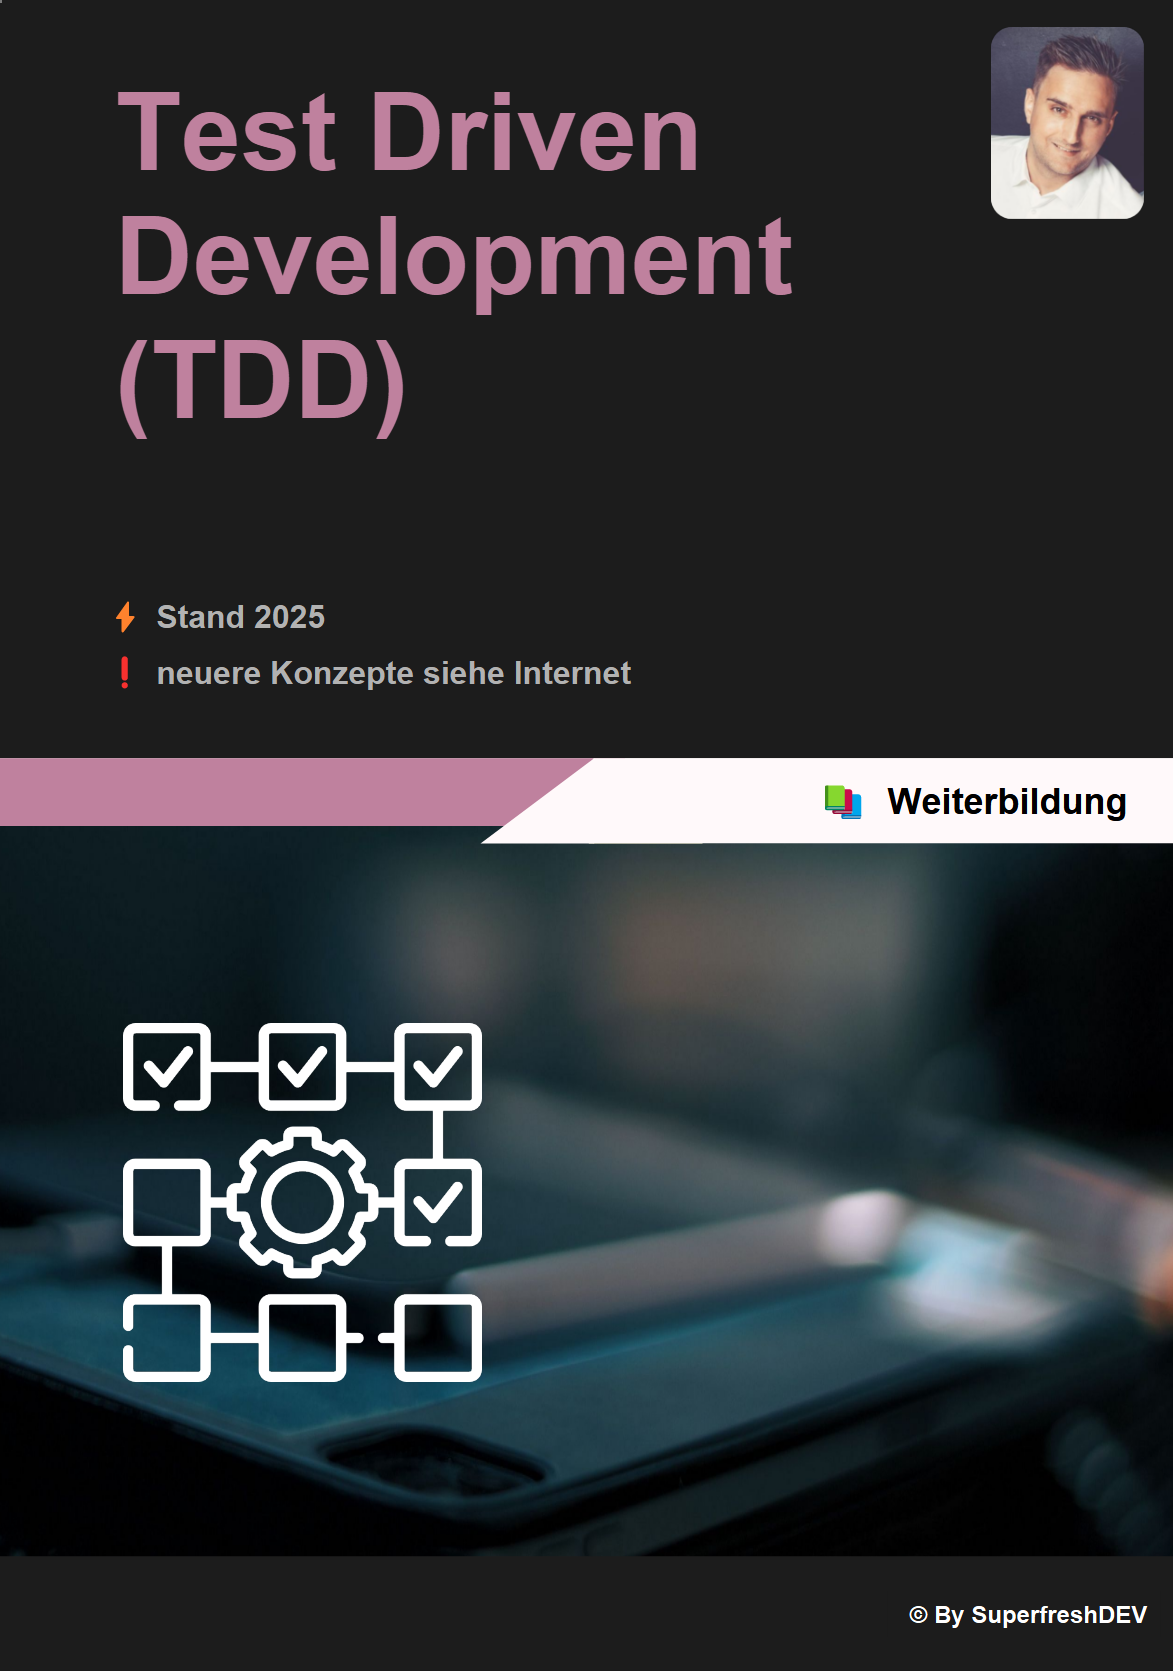 Test Driven
Development
(TDD)
Stand 2025
neuere Konzepte siehe Internet
Weiterbildung
© By SuperfreshDEV